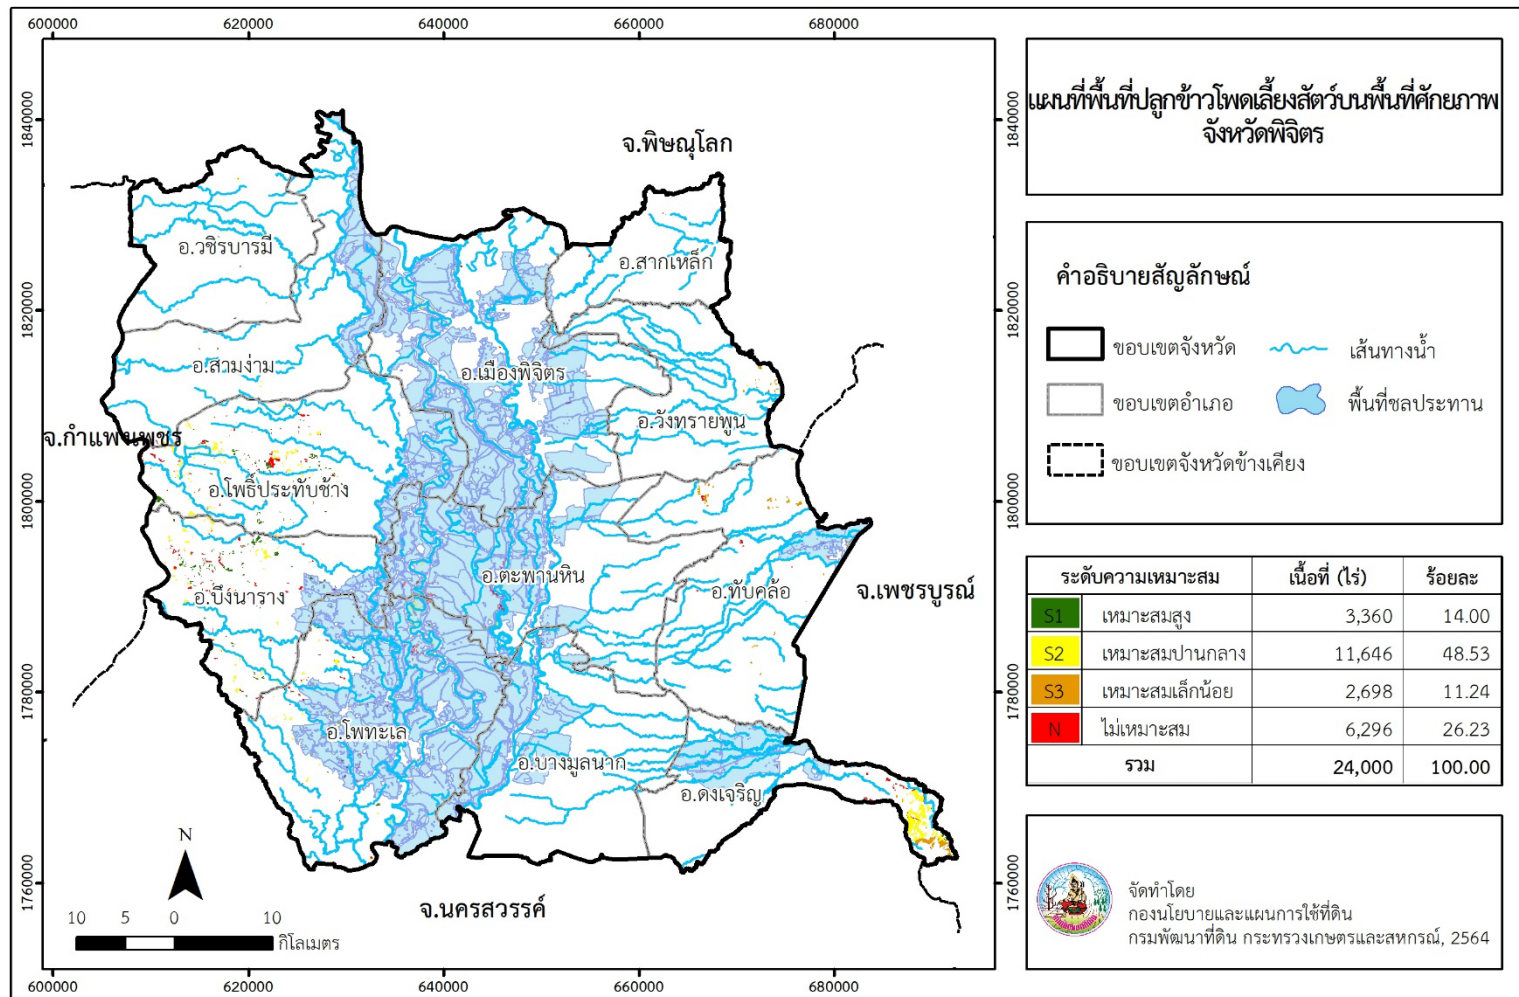 600000 620000 640000 660000 680000
แผนที่พื้นที่ปลูกข้าวโพดเลี้ยงสัตว์บนพื้นที่ศักยภาพ
จังหวัดพิจิตร
1840000 1840000
จ.พิษณุโลก
อ.วชิรบารมี
อ.สากเหล็ก
คำอธิบายสัญลักษณ์
1820000 1820000
ขอบเขตจังหวัด เส้นทางน้ำ
ขอบเขตอำเภอ พื้นที่ชลประทาน
ขอบเขตจังหวัดข้างเคียง
อ.สามง่าม
อ.เมืองพิจิตร
อ.วังทรายพูน
จ.กำแพงเพชร
อ.โพธิ์ประทับช้าง
1800000 1800000
อ.ตะพานหิน
อ.ทับคล้อ
จ.เพชรบูรณ์
อ.บึงนาราง
ระดับความเหมาะสม เนื้อที่ (ไร่) ร้อยละ
S1 เหมาะสมสูง 3,360 14.00
S2 เหมาะสมปานกลาง 11,646 48.53
S3 เหมาะสมเล็กน้อย 2,698 11.24
N ไม่เหมาะสม 6,296 26.23
รวม 24,000 100.00
1780000 1780000
อ.โพทะเล
อ.บางมูลนาก
อ.ดงเจริญ
N
1760000 1760000
จ.นครสวรรค์
10 5 0 10
กิโลเมตร
จัดทำโดย
กองนโยบายและแผนการใช้ที่ดิน
กรมพัฒนาที่ดิน กระทรวงเกษตรและสหกรณ์, 2564
600000 620000 640000 660000 680000